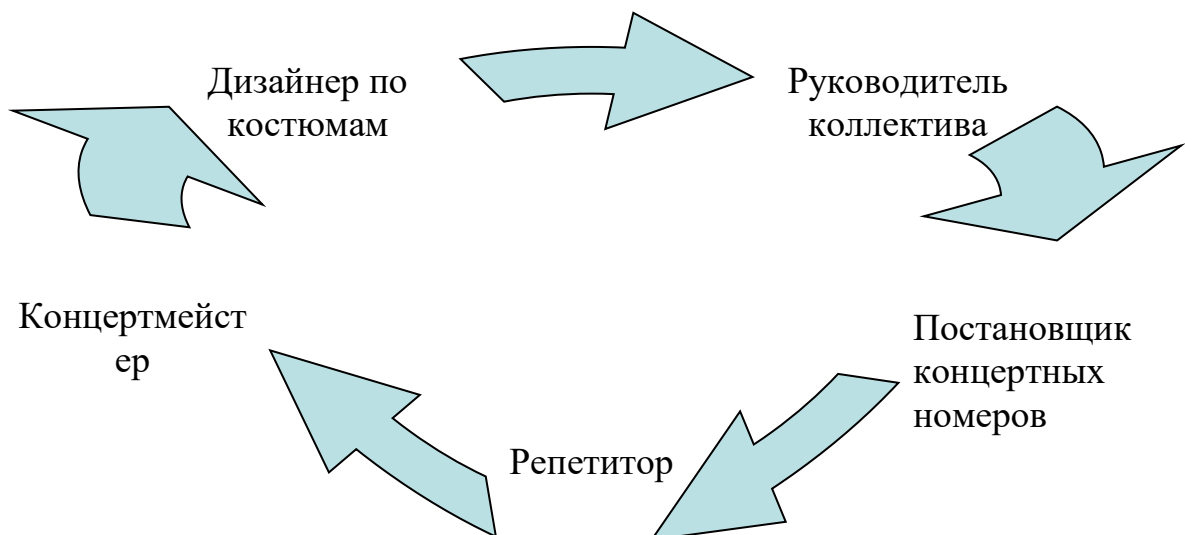 Дизайнер по
костюмам
Руководитель
коллектива
Концертмейст
ер
Постановщик
концертных
номеров
Репетитор